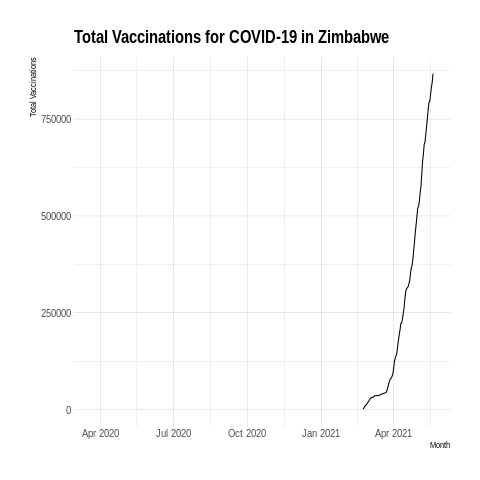 Total Vaccinations for COVID-19 in Zimbabwe
Total Vaccinations
750000
500000
250000
0
Apr 2020 Jul 2020 Oct 2020 Jan 2021 Apr 2021
Month